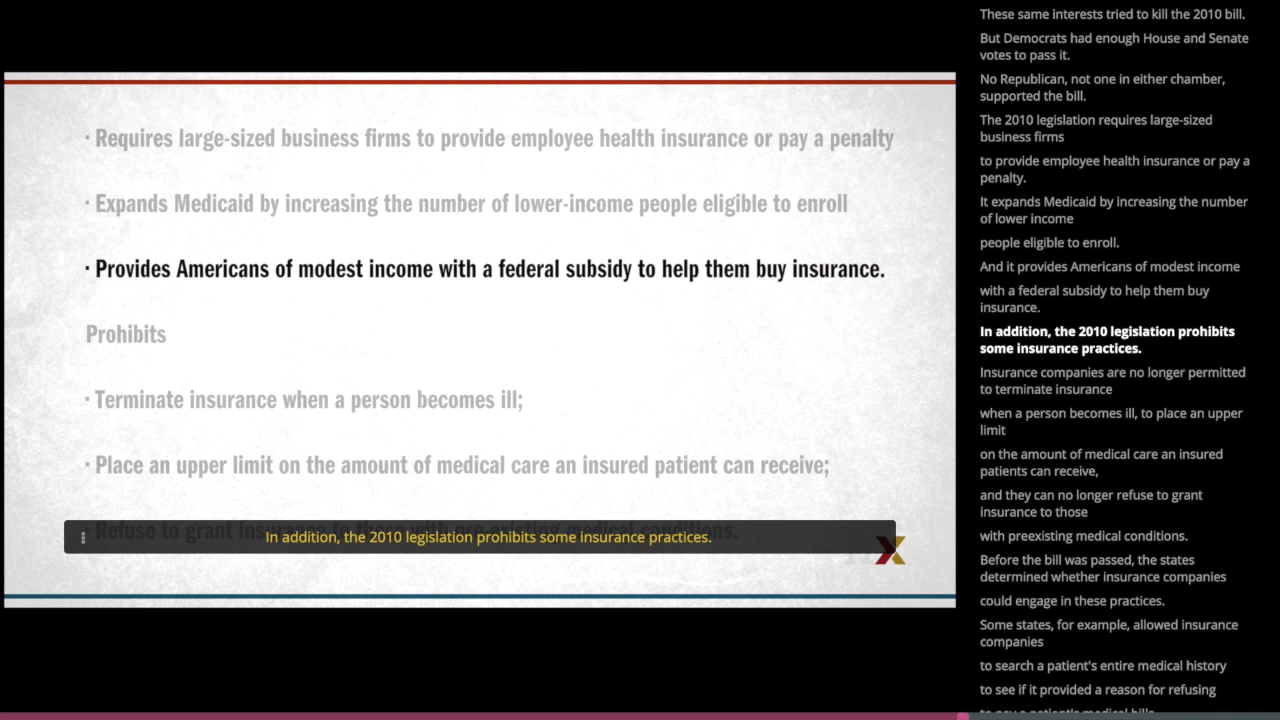 · Requires large-sized business firms to provide employee health insurance or pay a penalty
· Expands Medicaid by increasing the number of lower-income people eligible to enroll
· Provides Americans of modest income with a federal subsidy to help them buy insurance.
Prohibits
· Terminate insurance when a person becomes ill;
· Place an upper limit on the amount of medical care an insured patient can receive;
· Refuse to grant insurance to those with pre-existing medical conditions.
In addition, the 2010 legislation prohibits some insurance practices.
These same interests tried to kill the 2010 bill.
But Democrats had enough House and Senate
votes to pass it.
No Republican, not one in either chamber,
supported the bill.
The 2010 legislation requires large-sized
business firms
to provide employee health insurance or pay a
penalty.
It expands Medicaid by increasing the number
of lower income
people eligible to enroll.
And it provides Americans of modest income
with a federal subsidy to help them buy
insurance.
In addition, the 2010 legislation prohibits
some insurance practices.
Insurance companies are no longer permitted
to terminate insurance
when a person becomes ill, to place an upper
limit
on the amount of medical care an insured
patients can receive,
and they can no longer refuse to grant
insurance to those
with preexisting medical conditions.
Before the bill was passed, the states
determined whether insurance companies
could engage in these practices.
Some states, for example, allowed insurance
companies
to search a patient's entire medical history
to see if it provided a reason for refusing
to pay a patient's medical bills.